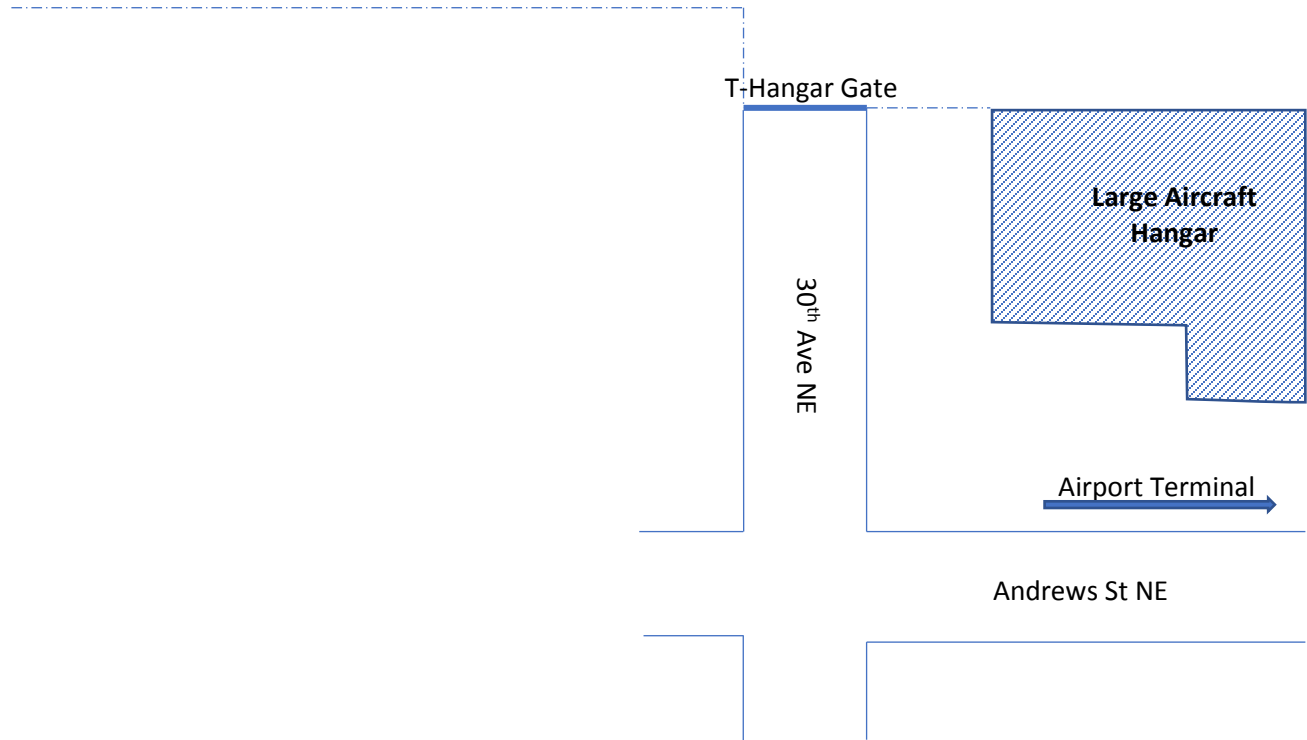 T-Hangar Gate
Large Aircraft
Hangar
30th Ave NE
Airport Terminal
Andrews St NE